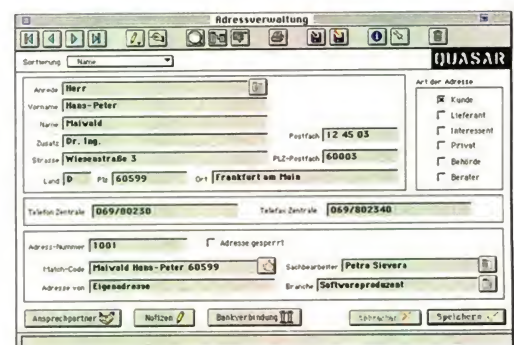 Adressverwaltung
Sortierung Name
QUASAR
Anrede Herr
Vorname Hans-Peter
Name Maiwald
Zusatz Dr. Ing.
Postfach 12 45 03
Strasse Wiesenstraße 3
PLZ-Postfach 60003
Land D Plz 60599 Ort Frankfurt am Main
Art der Adresse
Kunde
Lieferant
Interessent
Privat
Behörde
Berater
Telefon Zentrale 069/80230 Telefax Zentrale 069/802340
Adress-Nummer 1001 Adresse gesperrt
Match-Code Maiwald Hans-Peter 60599 Sachbearbeiter Petra Sievera
Adresse von Eigenadresse Branche Softwareproduzent
Ansprechpartner Notizen Bankverbindung Abbrechen Speichern